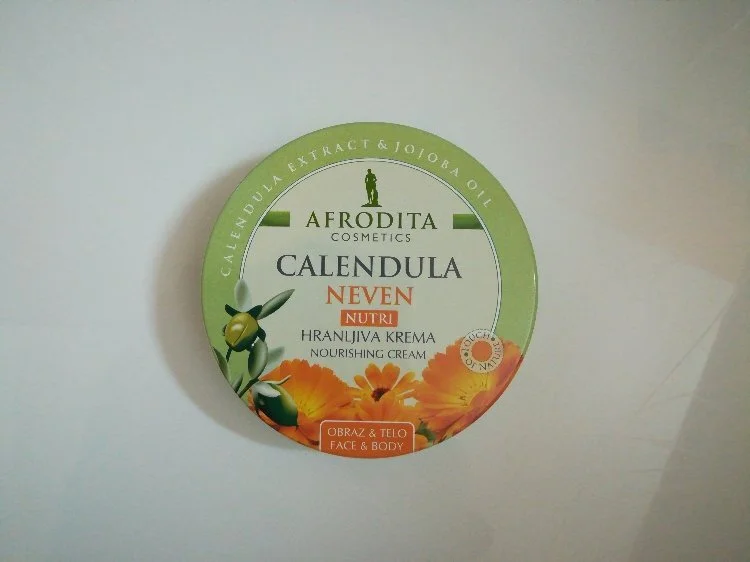 CALENDULA EXTRACT & JOJOBA OIL
AFRODITA
COSMETICS
CALENDULA
NEVEN
NUTRI
HRANLJIVA KREMA
NOURISHING CREAM
TOUCH OF NATURE
OBRAZ & TELO
FACE & BODY